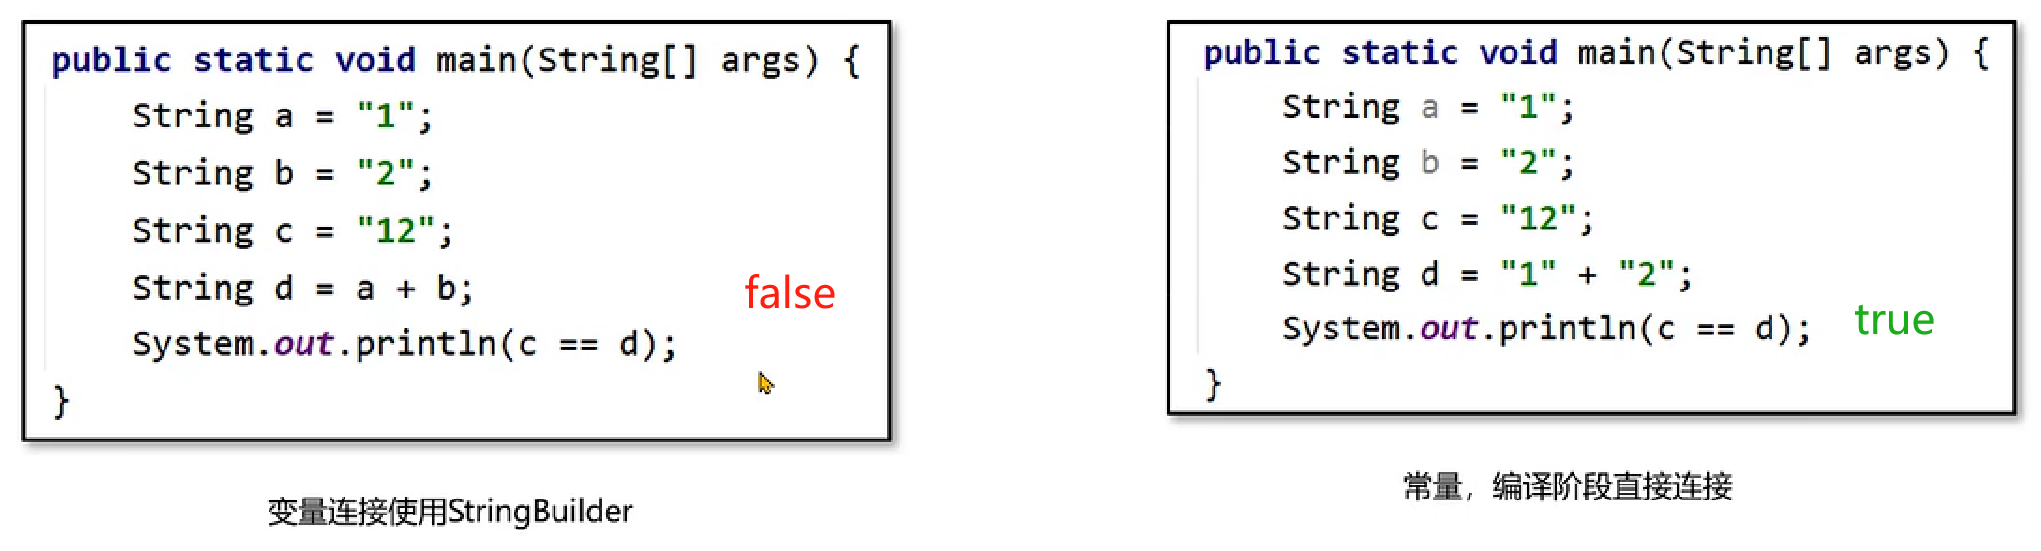 public static void main(String[] args) {
String a = "1";
String b = "2";
String c = "12";
String d = a + b;
false
System.out.println(c == d);
}
变量连接使用StringBuilder
public static void main(String[] args) {
String a = "1";
String b = "2";
String c = "12";
String d = "1" + "2";
System.out.println(c == d);
true
}
常量，编译阶段直接连接